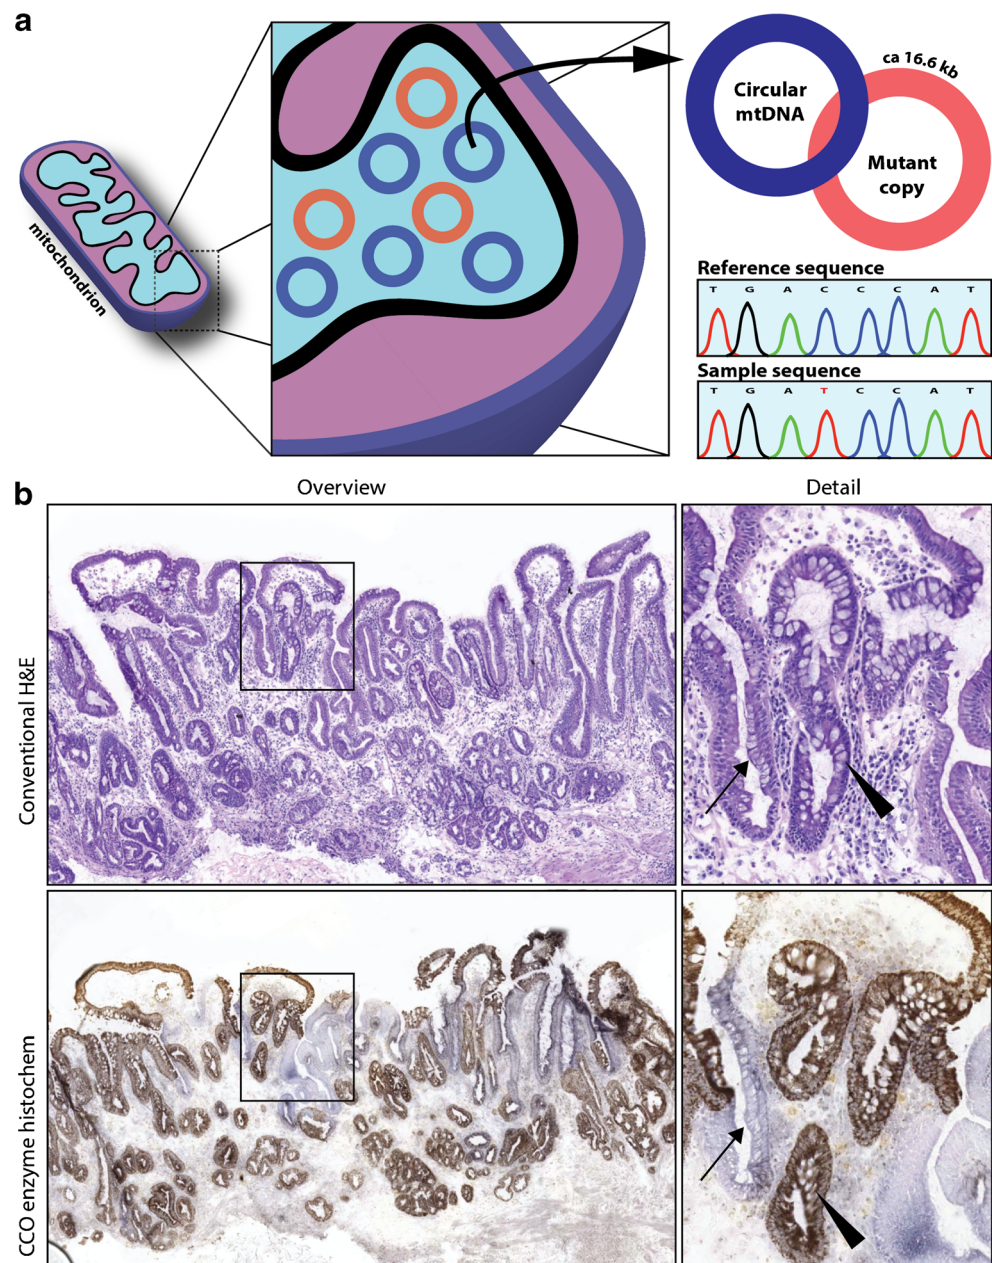 a
mitochondrion
Circular
mtDNA
ca 16.6 kb
Mutant
copy
Reference sequence
T G A C C C A T
Sample sequence
T G A T C C A T
b
Overview
Detail
Conventional H&E
CCO enzyme histochem